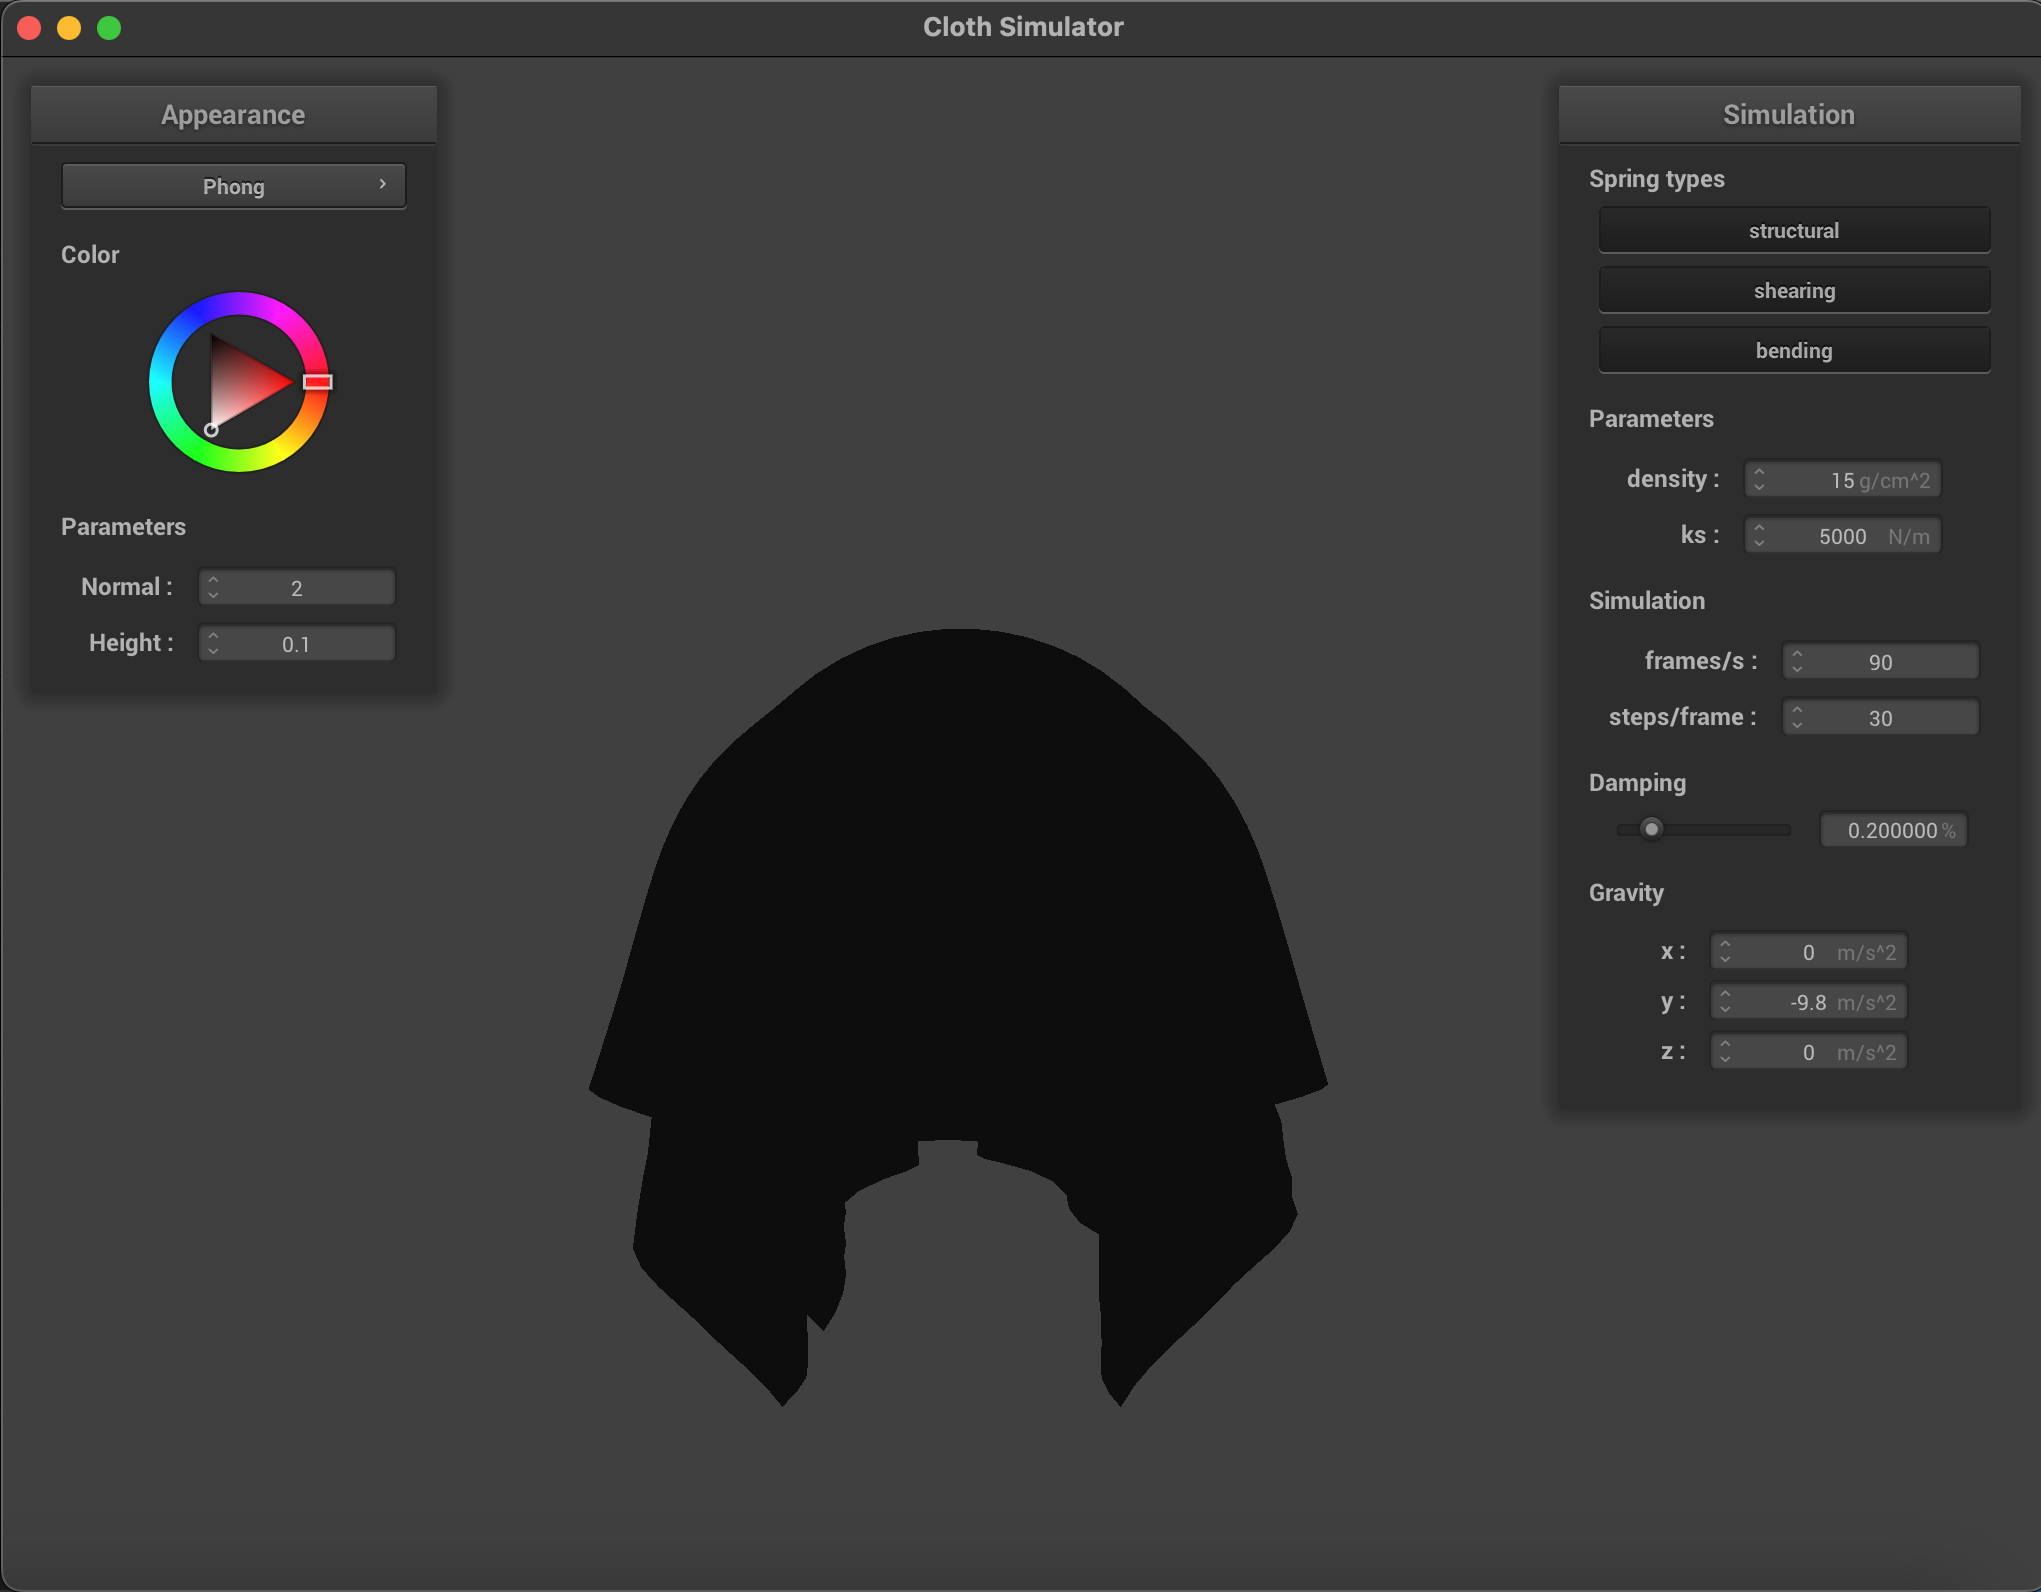 Cloth Simulator
Appearance
Phong
Color
Parameters
Normal : 2
Height : 0.1
Simulation
Spring types
structural
shearing
bending
Parameters
density : 15 g/cm^2
ks : 5000 N/m
Simulation
frames/s : 90
steps/frame : 30
Damping
0.200000 %
Gravity
x : 0 m/s^2
y : -9.8 m/s^2
z : 0 m/s^2